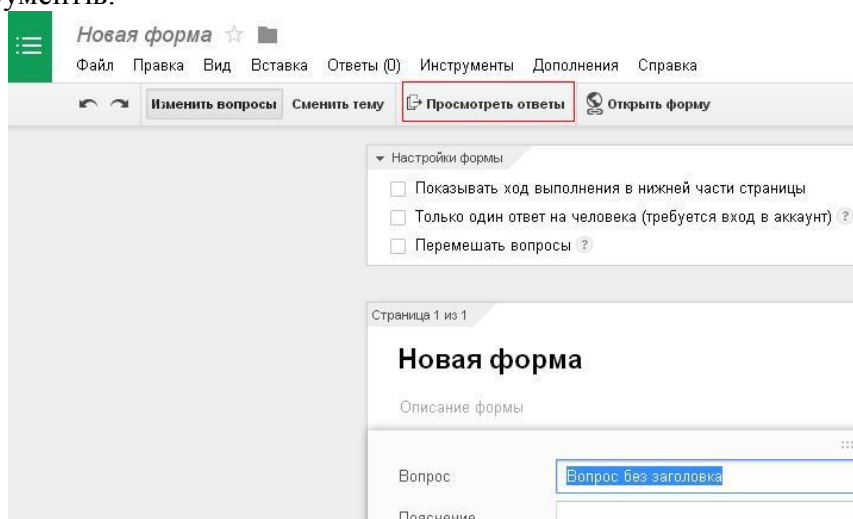 Новая форма
Файл Правка Вид Вставка Ответы (0) Инструменты Дополнения Справка
Изменить вопросы Сменить тему Просмотреть ответы Открыть форму
Настройки формы
Показывать ход выполнения в нижней части страницы
Только один ответ на человека (требуется вход в аккаунт) ?
Перемешать вопросы ?
Страница 1 из 1
Новая форма
Описание формы
Вопрос Вопрос без заголовка
Пояснение